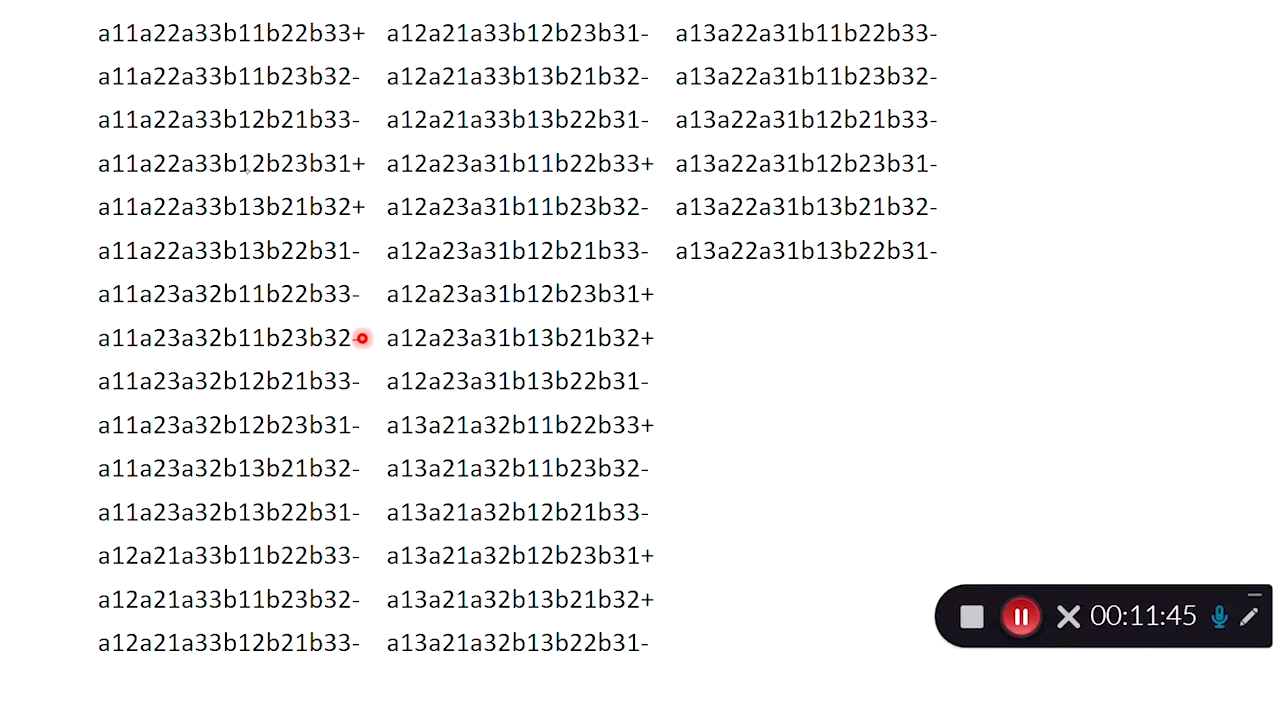 a11a22a33b11b22b33+ a12a21a33b12b23b31- a13a22a31b11b22b33-
a11a22a33b11b23b32- a12a21a33b13b21b32- a13a22a31b11b23b32-
a11a22a33b12b21b33- a12a21a33b13b22b31- a13a22a31b12b21b33-
a11a22a33b12b23b31+ a12a23a31b11b22b33+ a13a22a31b12b23b31-
a11a22a33b13b21b32+ a12a23a31b11b23b32- a13a22a31b13b21b32-
a11a22a33b13b22b31- a12a23a31b12b21b33- a13a22a31b13b22b31-
a11a23a32b11b22b33- a12a23a31b12b23b31+
a11a23a32b11b23b32- a12a23a31b13b21b32+
a11a23a32b12b21b33- a12a23a31b13b22b31-
a11a23a32b12b23b31- a13a21a32b11b22b33+
a11a23a32b13b21b32- a13a21a32b11b23b32-
a11a23a32b13b22b31- a13a21a32b12b21b33-
a12a21a33b11b22b33- a13a21a32b12b23b31+
a12a21a33b11b23b32- a13a21a32b13b21b32+
a12a21a33b12b21b33- a13a21a32b13b22b31-
00:11:45